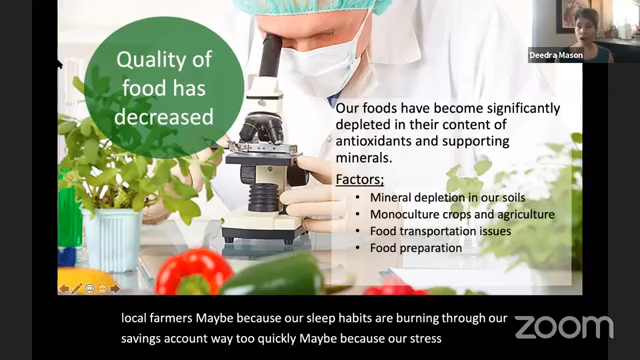 Quality of
food has
decreased
Deedra Mason
Our foods have become significantly
depleted in their content of
antioxidants and supporting
minerals.
Factors;
• Mineral depletion in our soils
• Monoculture crops and agriculture
• Food transportation issues
• Food preparation
local farmers Maybe because our sleep habits are burning through our
savings account way too quickly Maybe because our stress
zoom